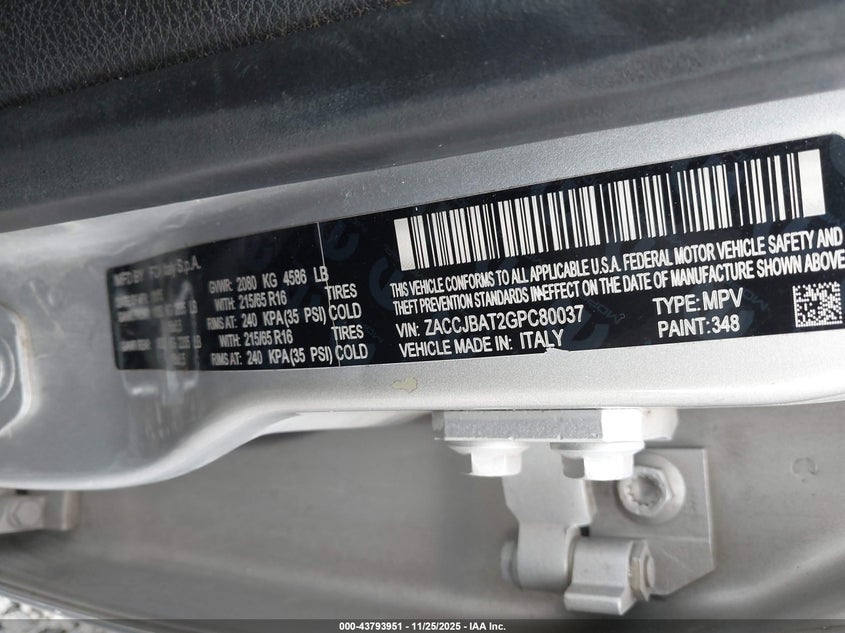 MFD BY FCA Italy S.p.A.
GVWR: 2080 KG 4586 LB
WITH: 215/65 R16 TIRES
RIMS AT: 240 KPA(35 PSI) COLD
WITH: 215/65 R16 TIRES
RIMS AT: 240 KPA(35 PSI) COLD
THIS VEHICLE CONFORMS TO ALL APPLICABLE U.S.A. FEDERAL MOTOR VEHICLE SAFETY AND
THEFT PREVENTION STANDARDS IN EFFECT ON THE DATE OF MANUFACTURE SHOWN ABOVE
VIN: ZACCJBAT2GPC80037 TYPE: MPV
VEHICLE MADE IN: ITALY PAINT: 348
000-43793951 - 11/25/2025 - IAA Inc.